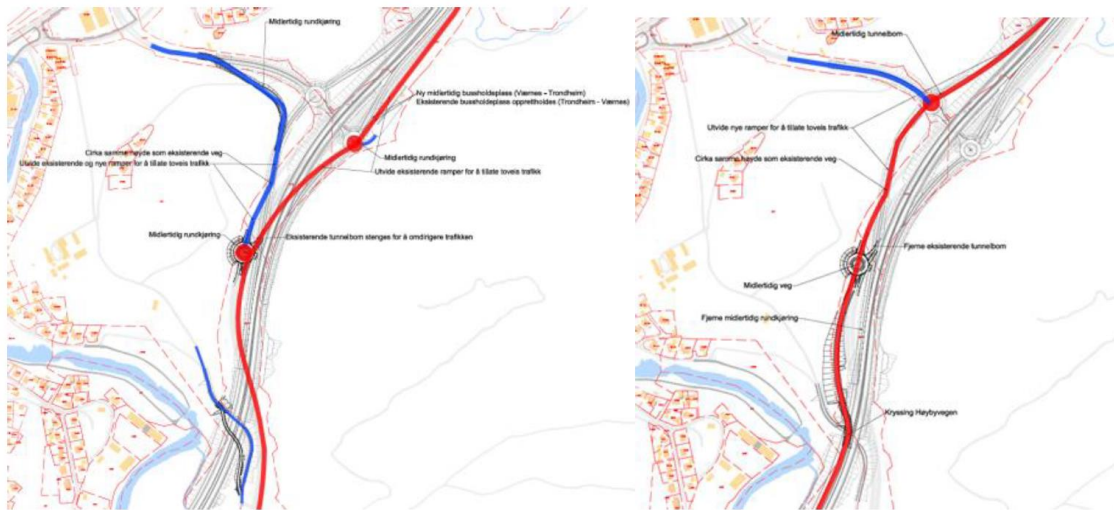 Midlertidig rundkjøring
Ny midlertidig bussholdeplass (Værnes - Trondheim)
Eksisterende bussholdeplass opprettholdes (Trondheim - Værnes)
Cirka samme høyde som eksisterende veg
Utvide eksisterende og nye ramper for å tillate toveis trafikk
Midlertidig rundkjøring
Utvide eksisterende ramper for å tillate toveis trafikk
Midlertidig rundkjøring
Eksisterende tunnelbom stenges for å omdirigere trafikken
Midlertidig tunnelbom
Utvide nye ramper for å tillate toveis trafikk
Cirka samme høyde som eksisterende veg
Fjerne eksisterende tunnelbom
Midlertidig veg
Fjerne midlertidig rundkjøring
Kryssing Høybyvegen